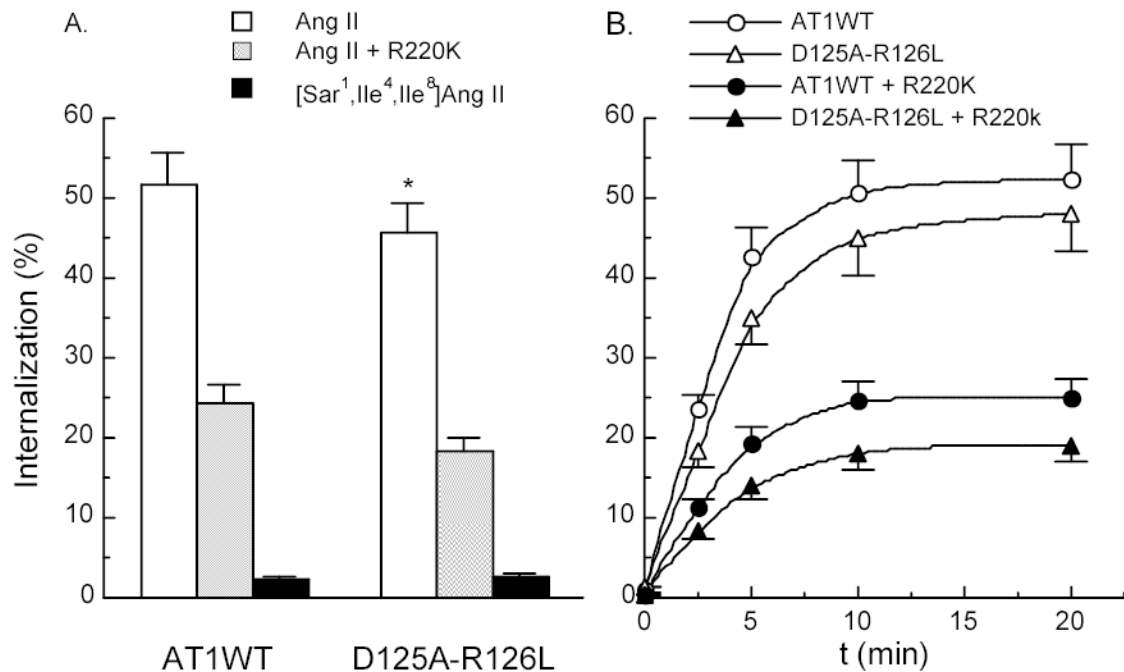 A.
Ang II
Ang II + R220K
[Sar1,Ile4,Ile8]Ang II
Internalization (%)
60
50
40
30
20
10
0
*
AT1WT
D125A-R126L
B.
AT1WT
D125A-R126L
AT1WT + R220K
D125A-R126L + R220k
60
50
40
30
20
10
0
0
5
10
15
20
t (min)